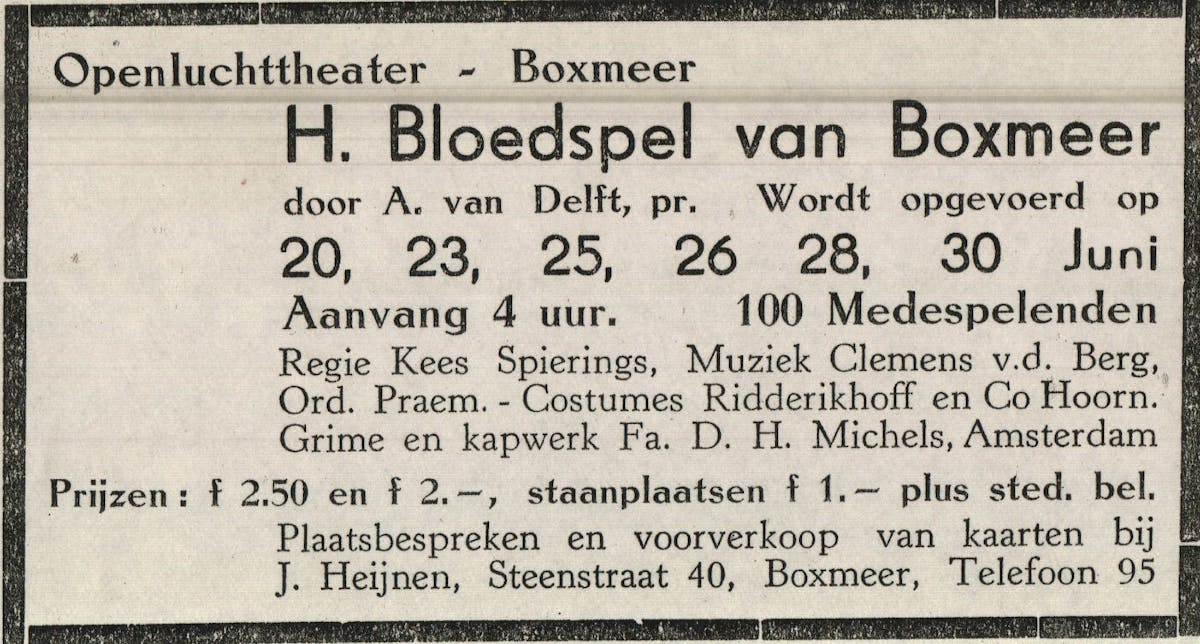 Openluchttheater - Boxmeer
H. Bloedspel van Boxmeer
door A. van Delft, pr. Wordt opgevoerd op
20, 23, 25, 26 28, 30 Juni
Aanvang 4 uur. 100 Medespelenden
Regie Kees Spierings, Muziek Clemens v.d. Berg,
Ord. Praem. - Costumes Ridderikhoff en Co Hoorn.
Grime en kapwerk Fa. D. H. Michels, Amsterdam
Prijzen : f 2.50 en f 2.—, staanplaatsen f 1.— plus sted. bel.
Plaatsbespreken en voorverkoop van kaarten bij
J. Heijnen, Steenstraat 40, Boxmeer, Telefoon 95